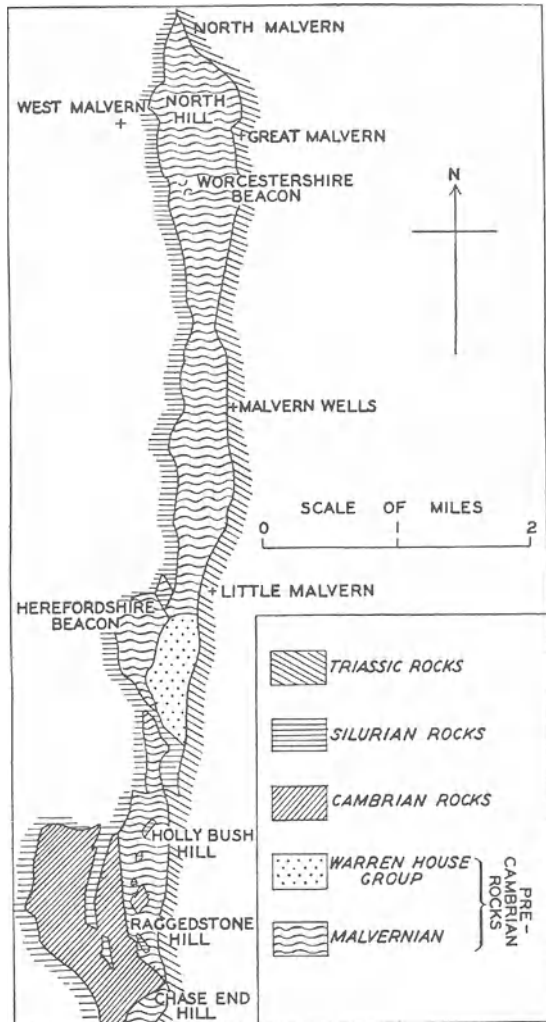 NORTH MALVERN
WEST MALVERN
NORTH
HILL
GREAT MALVERN
WORCESTERSHIRE
BEACON
N
MALVERN WELLS
SCALE OF MILES
0 1 2
LITTLE MALVERN
HEREFORDSHIRE
BEACON
HOLLY BUSH
HILL
RAGGEDSTONE
HILL
CHASE END
HILL
TRIASSIC ROCKS
SILURIAN ROCKS
CAMBRIAN ROCKS
WARREN HOUSE
GROUP
MALVERNIAN
PRE-
CAMBRIAN
ROCKS